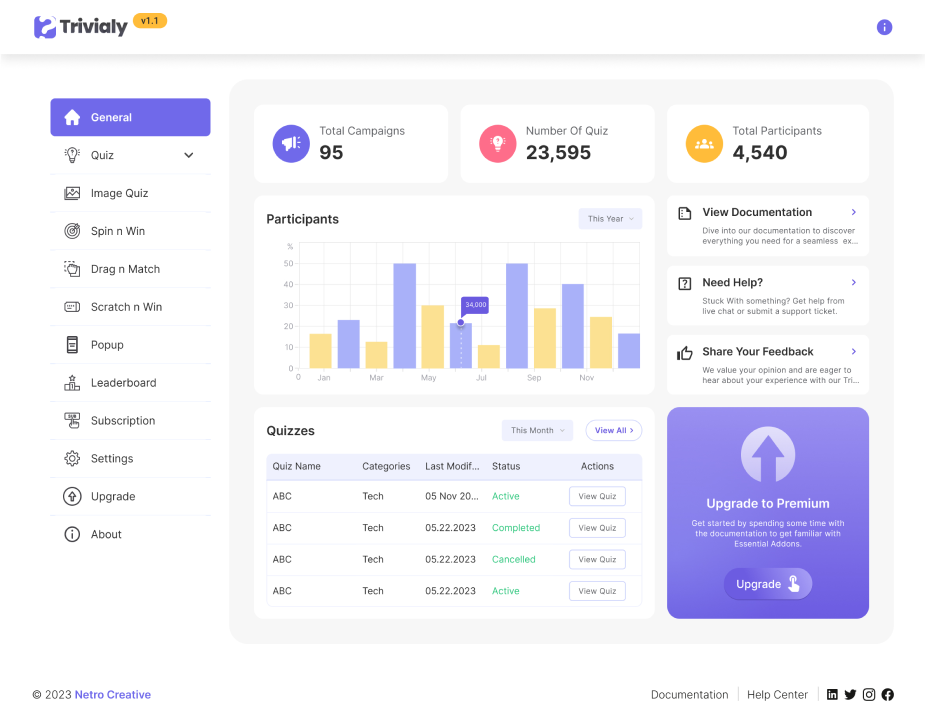 Trivialy v1.1
General
Quiz
Image Quiz
Spin n Win
Drag n Match
Scratch n Win
Popup
Leaderboard
Subscription
Settings
Upgrade
About
Total Campaigns
95
Number Of Quiz
23,595
Total Participants
4,540
Participants
This Year
%
50
40
30
20
10
0
34,000
0 Jan Mar May Jul Sep Nov
View Documentation
Dive into our documentation to discover
everything you need for a seamless ex...
Need Help?
Stuck With something? Get help from
live chat or submit a support ticket.
Share Your Feedback
We value your opinion and are eager to
hear about your experience with our Tri...
Quizzes
This Month
View All
Quiz Name Categories Last Modif... Status Actions
ABC Tech 05 Nov 20... Active View Quiz
ABC Tech 05.22.2023 Completed View Quiz
ABC Tech 05.22.2023 Cancelled View Quiz
ABC Tech 05.22.2023 Active View Quiz
Upgrade to Premium
Get started by spending some time with
the documentation to get familiar with
Essential Addons.
Upgrade
© 2023 Netro Creative
Documentation
Help Center